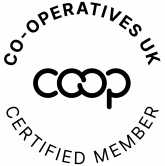 CO-OPERATIVES UK
coop
CERTIFIED MEMBER